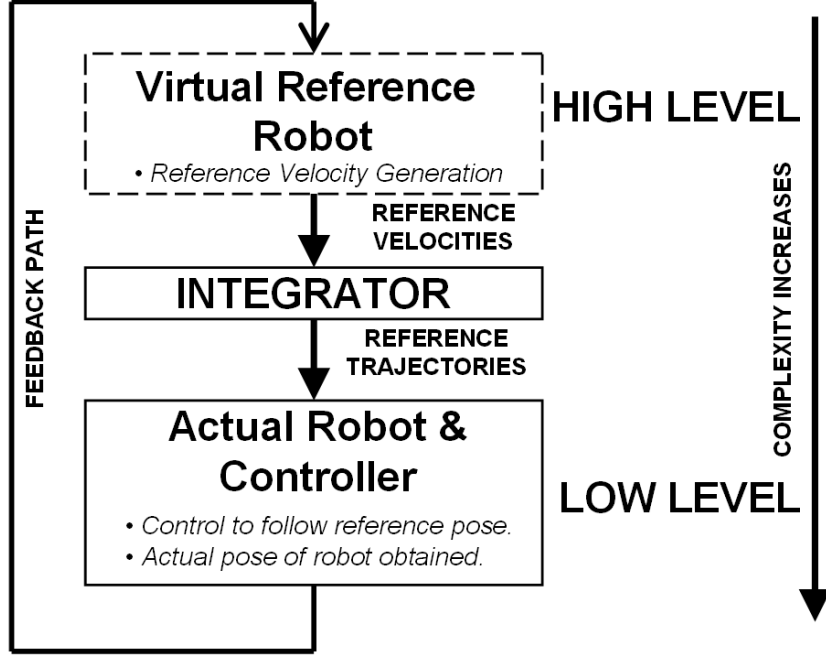 Virtual Reference
Robot
• Reference Velocity Generation
HIGH LEVEL
REFERENCE
VELOCITIES
INTEGRATOR
REFERENCE
TRAJECTORIES
Actual Robot &
Controller
• Control to follow reference pose.
• Actual pose of robot obtained.
LOW LEVEL
FEEDBACK PATH
COMPLEXITY INCREASES